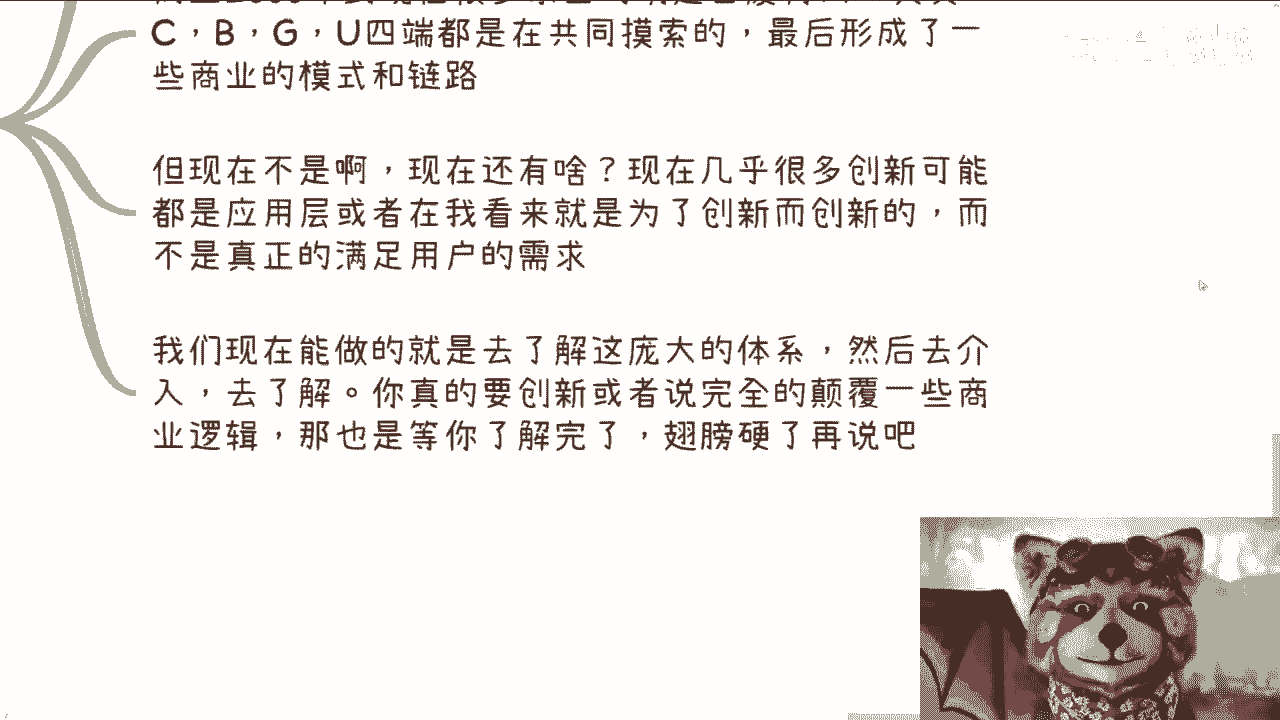 C，B，G，U四端都是在共同摸索的，最后形成了一
些商业的模式和链路
但现在不是啊，现在还有啥？现在几乎很多创新可能
都是应用层或者在我看来就是为了创新而创新的，而
不是真正的满足用户的需求
我们现在能做的就是去了解这庞大的体系，然后去介
入，去了解。你真的要创新或者说完全的颠覆一些商
业逻辑，那也是等你了解完了，翅膀硬了再说吧